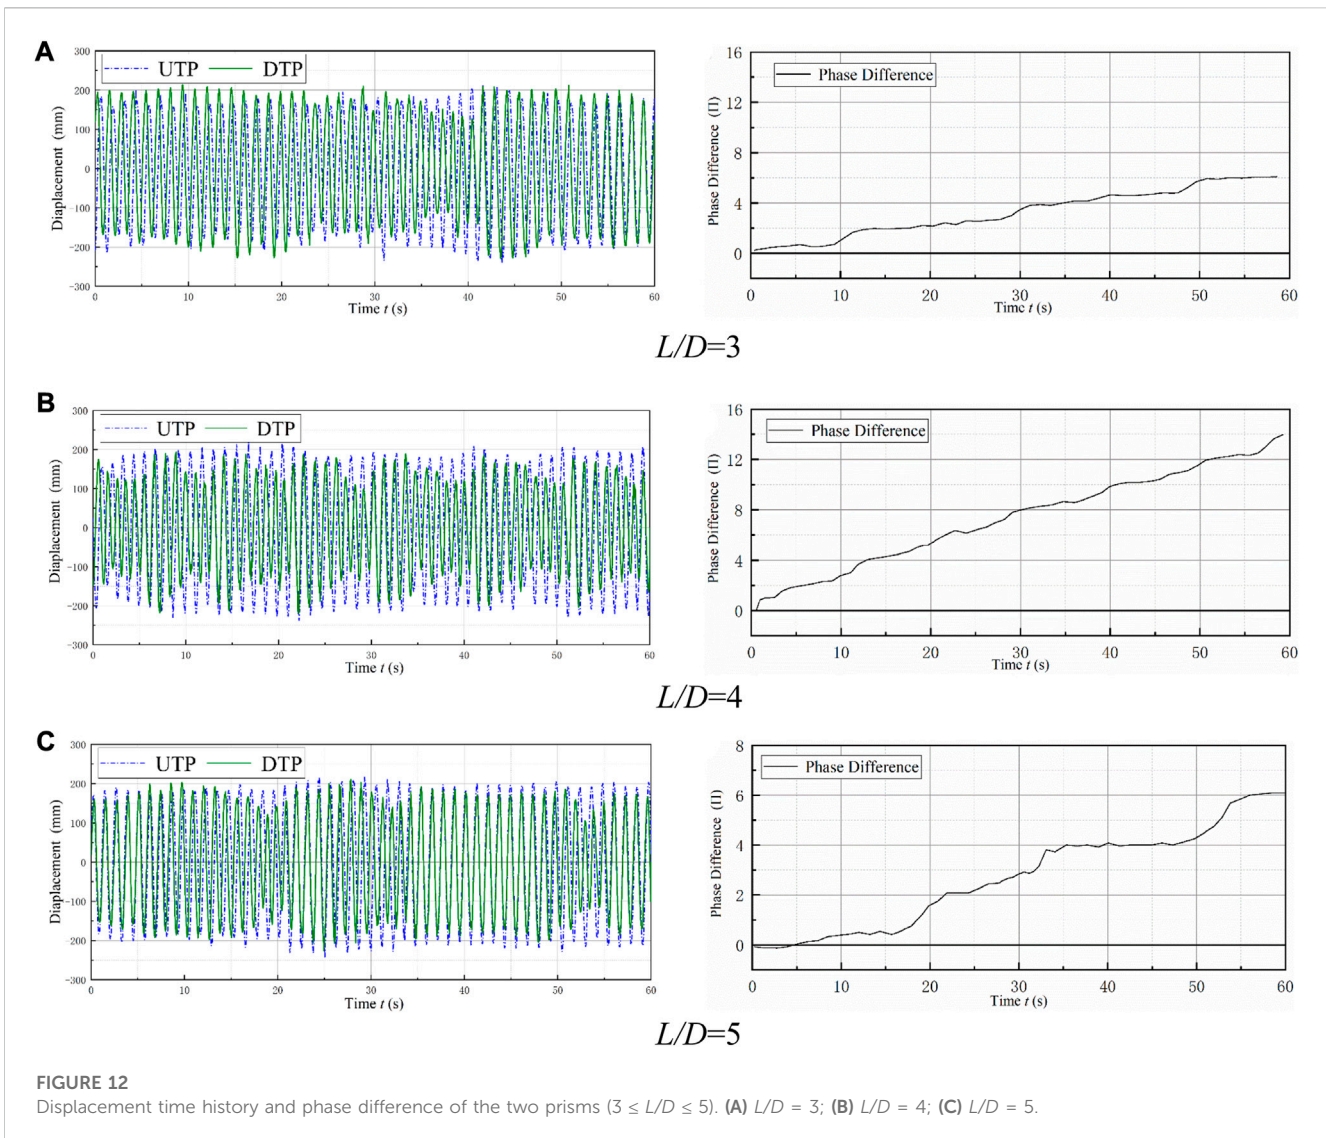 A
UTP DTP
300
200
100
0
-100
-200
-300
Diaplacement (mm)
0 10 20 30 40 50 60
Time t (s)
Phase Difference
16
12
8
4
0
Phase Difference (Π)
0 10 20 30 40 50 60
Time t (s)
L/D=3
B
UTP DTP
300
200
100
0
-100
-200
-300
Diaplacement (mm)
0 10 20 30 40 50 60
Time t (s)
Phase Difference
16
12
8
4
0
Phase Difference (Π)
0 10 20 30 40 50 60
Time t (s)
L/D=4
C
UTP DTP
300
200
100
0
-100
200
-300
Diaplacement (mm)
0 10 20 30 40 50 60
Time t (s)
Phase Difference
8
6
4
2
0
Phase Difference (Π)
0 10 20 30 40 50 60
Time t (s)
L/D=5
FIGURE 12
Displacement time history and phase difference of the two prisms (3 ≤ L/D ≤ 5). (A) L/D = 3; (B) L/D = 4; (C) L/D = 5.